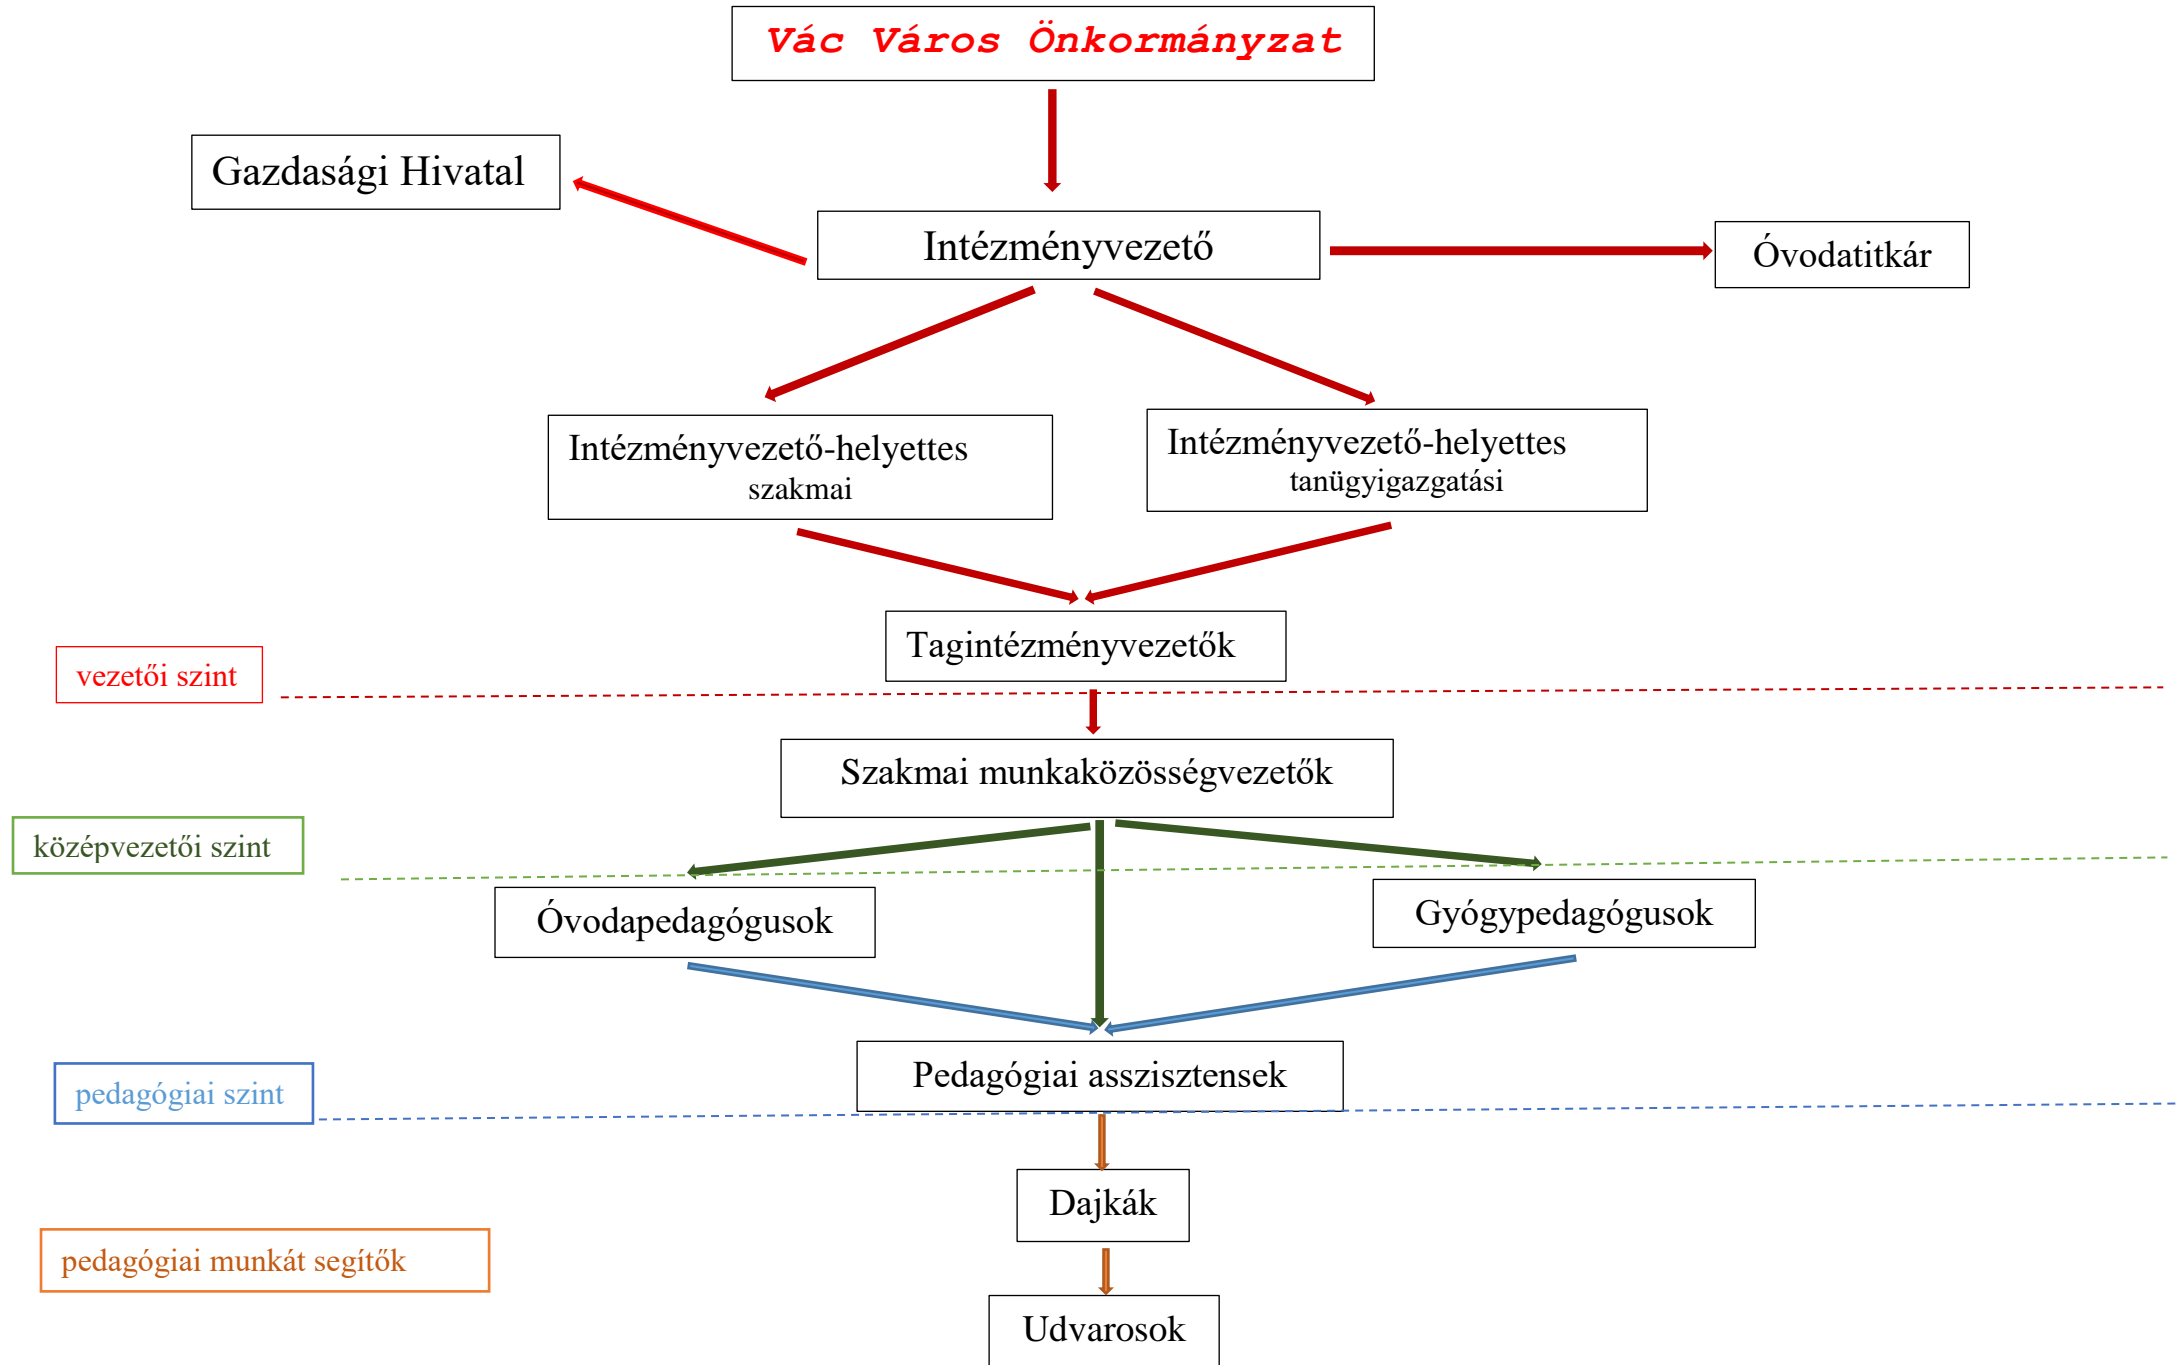 Vác Város Önkormányzat
Gazdasági Hivatal
Intézményvezető
Óvodatitkár
Intézményvezető-helyettes
szakmai
Intézményvezető-helyettes
tanügyigazgatási
Tagintézményvezetők
vezetői szint
Szakmai munkaközösségvezetők
középvezetői szint
Óvodapedagógusok
Gyógypedagógusok
Pedagógiai asszisztensek
pedagógiai szint
Dajkák
pedagógiai munkát segítők
Udvarosok